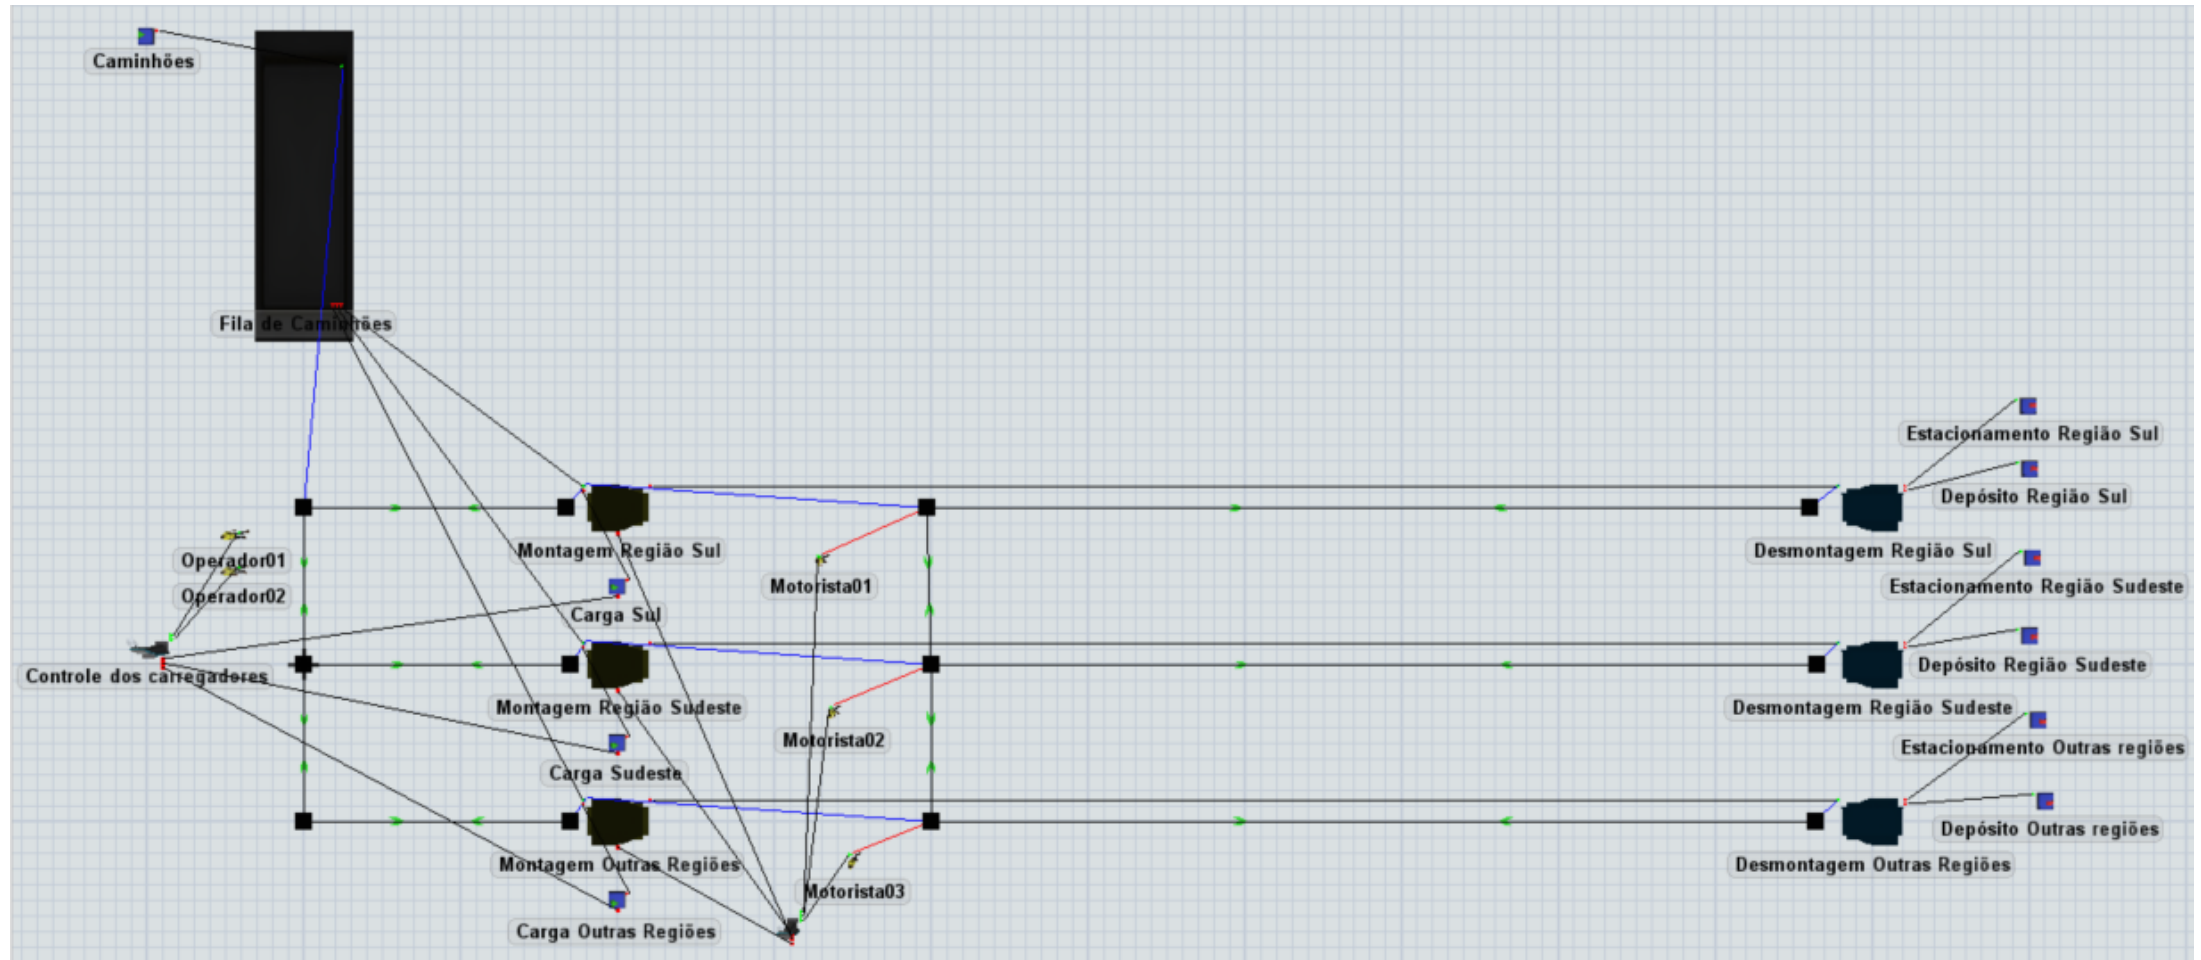 Caminhões
Fila de Caminhões
Estacionamento Região Sul
Depósito Região Sul
Montagem Região Sul
Desmontagem Região Sul
Operador01
Motorista01
Estacionamento Região Sudeste
Operador02
Carga Sul
Controle dos carregadores
Depósito Região Sudeste
Montagem Região Sudeste
Desmontagem Região Sudeste
Motorista02
Estacionamento Outras regiões
Carga Sudeste
Depósito Outras regiões
Montagem Outras Regiões
Desmontagem Outras Regiões
Motorista03
Carga Outras Regiões